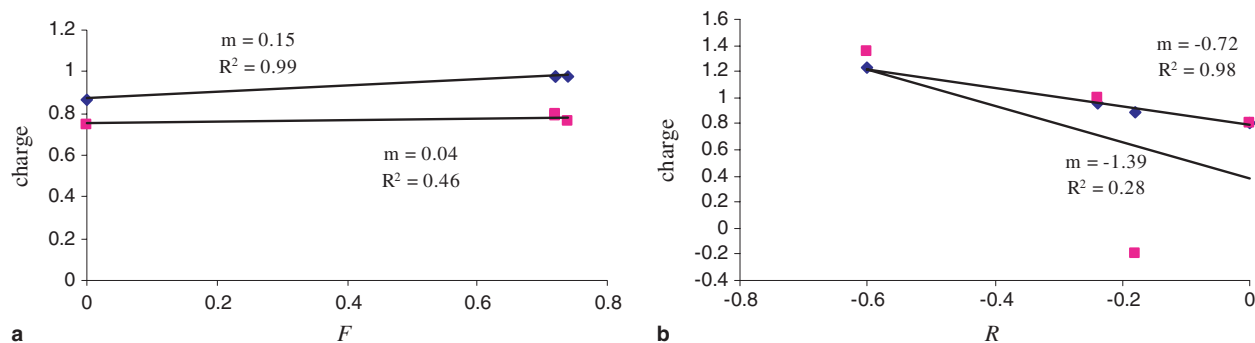 1.2
1
0.8
0.6
0.4
0.2
0
charge
m = 0.15
R² = 0.99
m = 0.04
R² = 0.46
0 0.2 0.4 0.6 0.8
a F
1.6
1.4
1.2
1
0.8
0.6
0.4
0.2
0
-0.2
-0.4
charge
m = -0.72
R² = 0.98
m = -1.39
R² = 0.28
-0.8 -0.6 -0.4 -0.2 0
b R